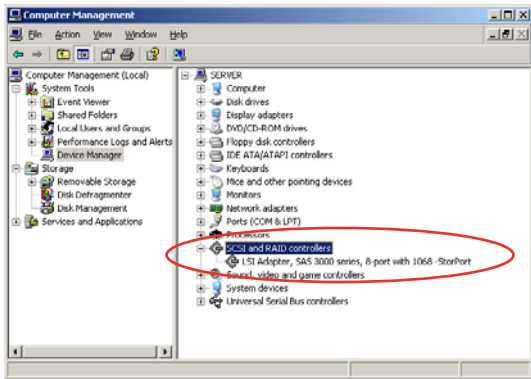 Computer Management
File Action View Window Help
Computer Management (Local)
System Tools
Event Viewer
Shared Folders
Local Users and Groups
Performance Logs and Alerts
Device Manager
Storage
Removable Storage
Disk Defragmenter
Disk Management
Services and Applications
SERVER
Computer
Disk drives
Display adapters
DVD/CD-ROM drives
Floppy disk controllers
IDE ATA/ATAPI controllers
Keyboards
Mice and other pointing devices
Monitors
Network adapters
Ports (COM & LPT)
Processors
SCSI and RAID controllers
LSI Adapter, SAS 3000 series, 8-port with 1068 -StorPort
Sound, video and game controllers
System devices
Universal Serial Bus controllers